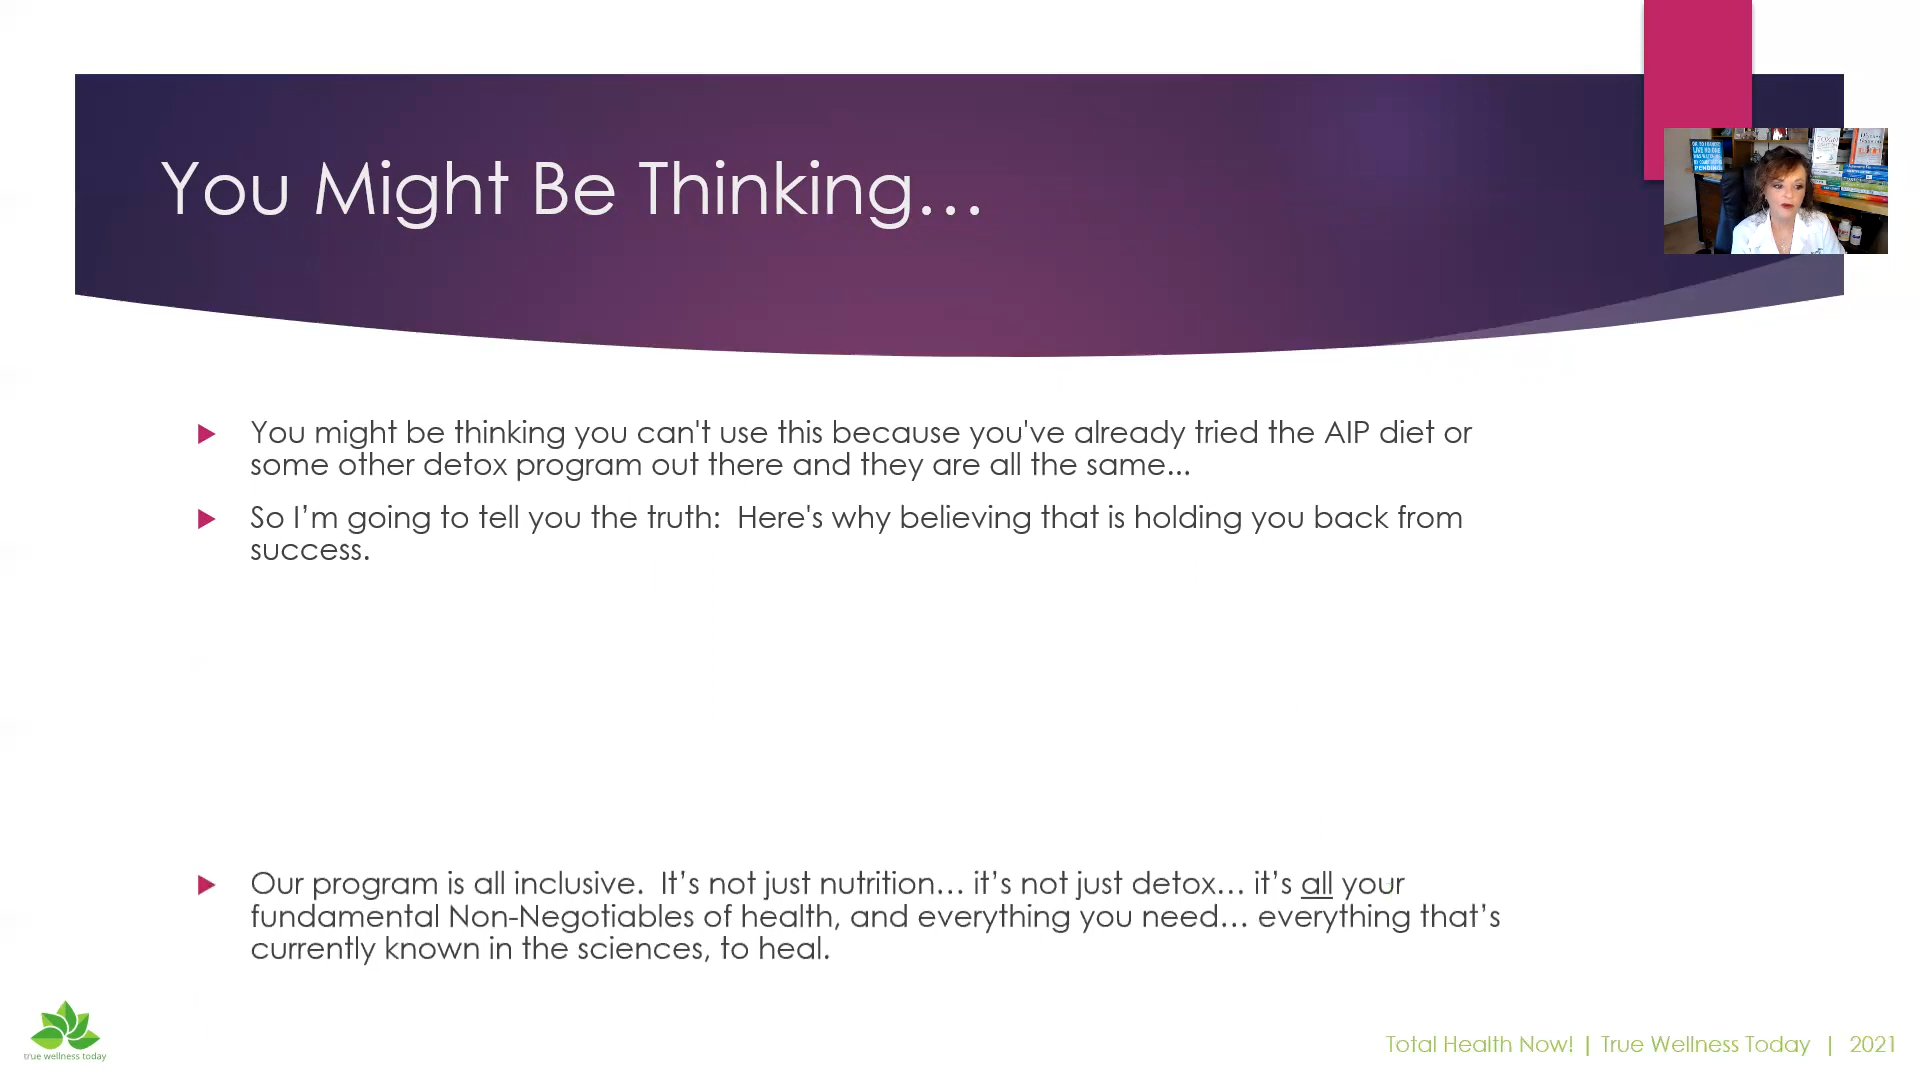 You Might Be Thinking…
You might be thinking you can't use this because you've already tried the AIP diet or
some other detox program out there and they are all the same...
So I’m going to tell you the truth:  Here's why believing that is holding you back from
success.
Our program is all inclusive.  It’s not just nutrition… it’s not just detox… it’s all your
fundamental Non-Negotiables of health, and everything you need… everything that’s
currently known in the sciences, to heal.
true wellness today
Total Health Now! | True Wellness Today  |  2021